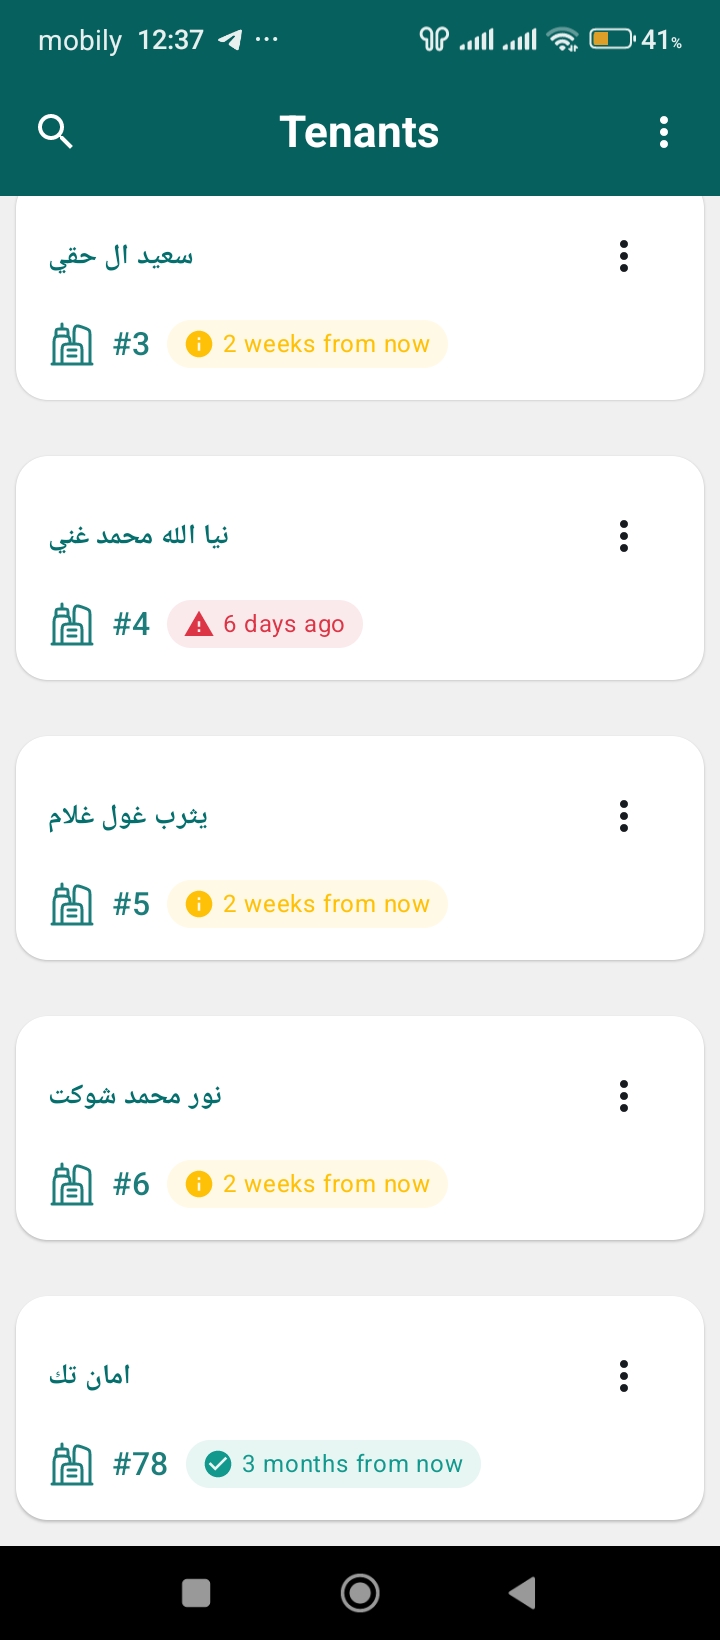 mobily 12:37 ... 41%
Tenants
سعيد ال حقي
#3 2 weeks from now
نيا الله محمد غني
#4 6 days ago
يثرب غول غلام
#5 2 weeks from now
نور محمد شوكت
#6 2 weeks from now
امان تك
#78 3 months from now